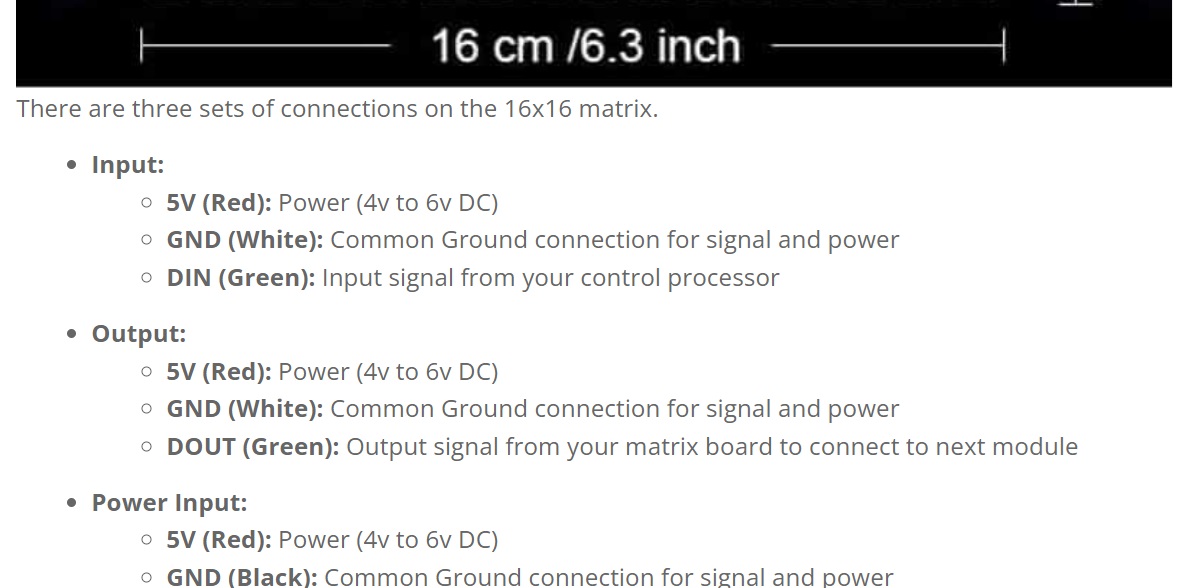 16 cm /6.3 inch
There are three sets of connections on the 16x16 matrix.
• Input:
○ 5V (Red): Power (4v to 6v DC)
○ GND (White): Common Ground connection for signal and power
○ DIN (Green): Input signal from your control processor
• Output:
○ 5V (Red): Power (4v to 6v DC)
○ GND (White): Common Ground connection for signal and power
○ DOUT (Green): Output signal from your matrix board to connect to next module
• Power Input:
○ 5V (Red): Power (4v to 6v DC)
○ GND (Black): Common Ground connection for signal and power